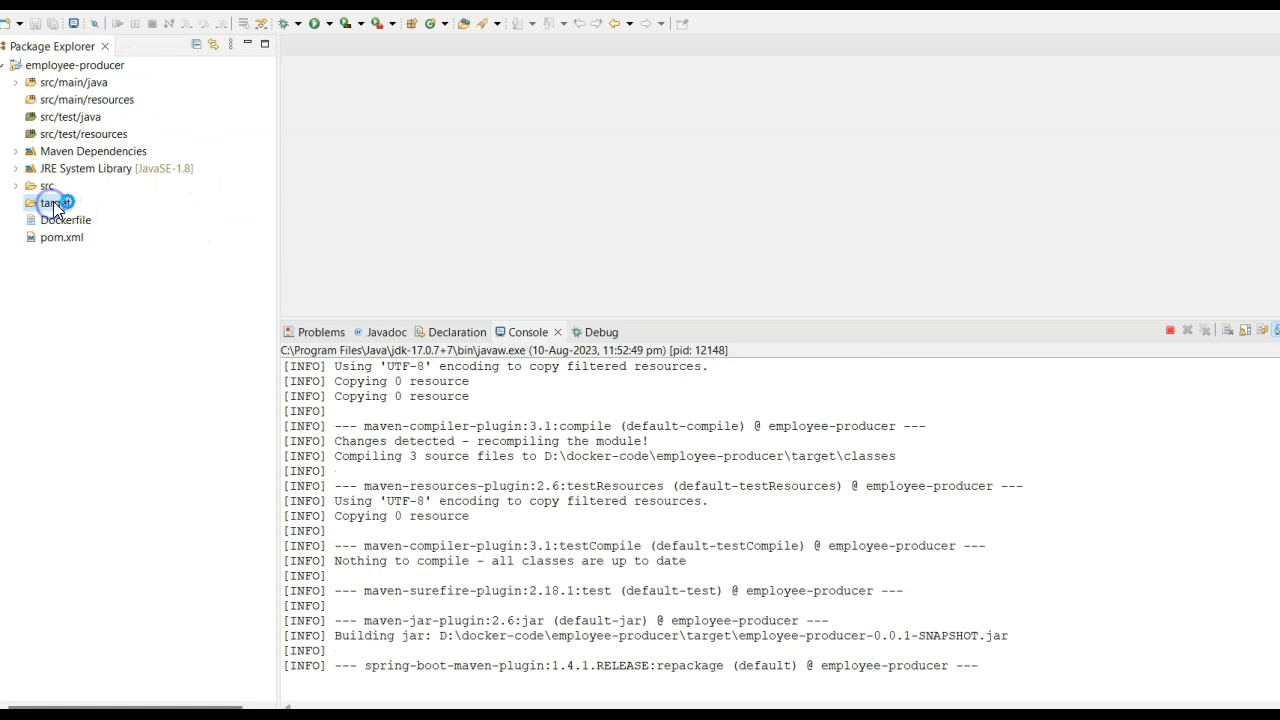 Package Explorer
employee-producer
src/main/java
src/main/resources
src/test/java
src/test/resources
Maven Dependencies
JRE System Library [JavaSE-1.8]
src
target
Dockerfile
pom.xml
Problems Javadoc Declaration Console Debug
C:\Program Files\Java\jdk-17.0.7+7\bin\javaw.exe (10-Aug-2023, 11:52:49 pm) [pid: 12148]
[INFO] Using 'UTF-8' encoding to copy filtered resources.
[INFO] Copying 0 resource
[INFO] Copying 0 resource
[INFO]
[INFO] --- maven-compiler-plugin:3.1:compile (default-compile) @ employee-producer ---
[INFO] Changes detected - recompiling the module!
[INFO] Compiling 3 source files to D:\docker-code\employee-producer\target\classes
[INFO]
[INFO] --- maven-resources-plugin:2.6:testResources (default-testResources) @ employee-producer ---
[INFO] Using 'UTF-8' encoding to copy filtered resources.
[INFO] Copying 0 resource
[INFO]
[INFO] --- maven-compiler-plugin:3.1:testCompile (default-testCompile) @ employee-producer ---
[INFO] Nothing to compile - all classes are up to date
[INFO]
[INFO] --- maven-surefire-plugin:2.18.1:test (default-test) @ employee-producer ---
[INFO]
[INFO] --- maven-jar-plugin:2.6:jar (default-jar) @ employee-producer ---
[INFO] Building jar: D:\docker-code\employee-producer\target\employee-producer-0.0.1-SNAPSHOT.jar
[INFO]
[INFO] --- spring-boot-maven-plugin:1.4.1.RELEASE:repackage (default) @ employee-producer ---